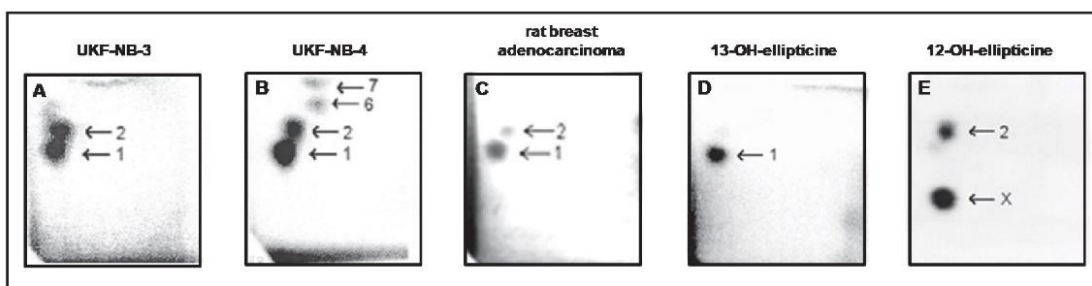 UKF-NB-3
UKF-NB-4
rat breast
adenocarcinoma
13-OH-ellipticine
12-OH-ellipticine
A
2
1
B
7
6
2
1
C
2
1
D
1
E
2
X